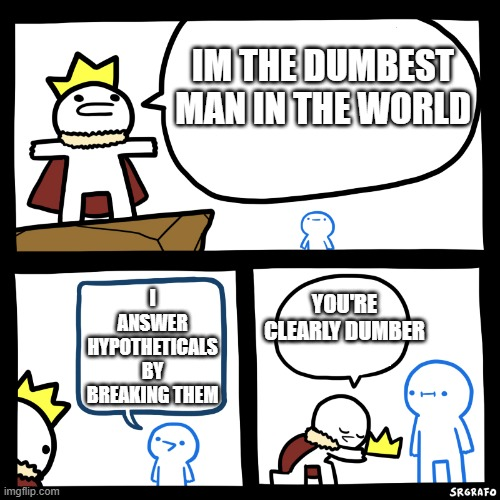 IM THE DUMBEST
MAN IN THE WORLD
I
ANSWER
HYPOTHETICALS
BY
BREAKING THEM
YOU'RE
CLEARLY DUMBER
imgflip.com
SRGRAFO